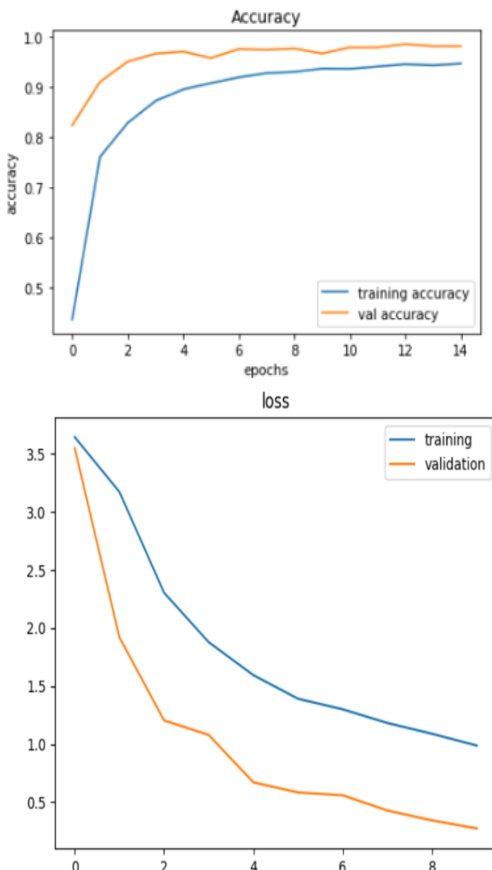 Accuracy
1.0
0.9
0.8
0.7
0.6
0.5
accuracy
training accuracy
val accuracy
0 2 4 6 8 10 12 14
epochs
loss
3.5
3.0
2.5
2.0
1.5
1.0
0.5
training
validation
0 2 4 6 8